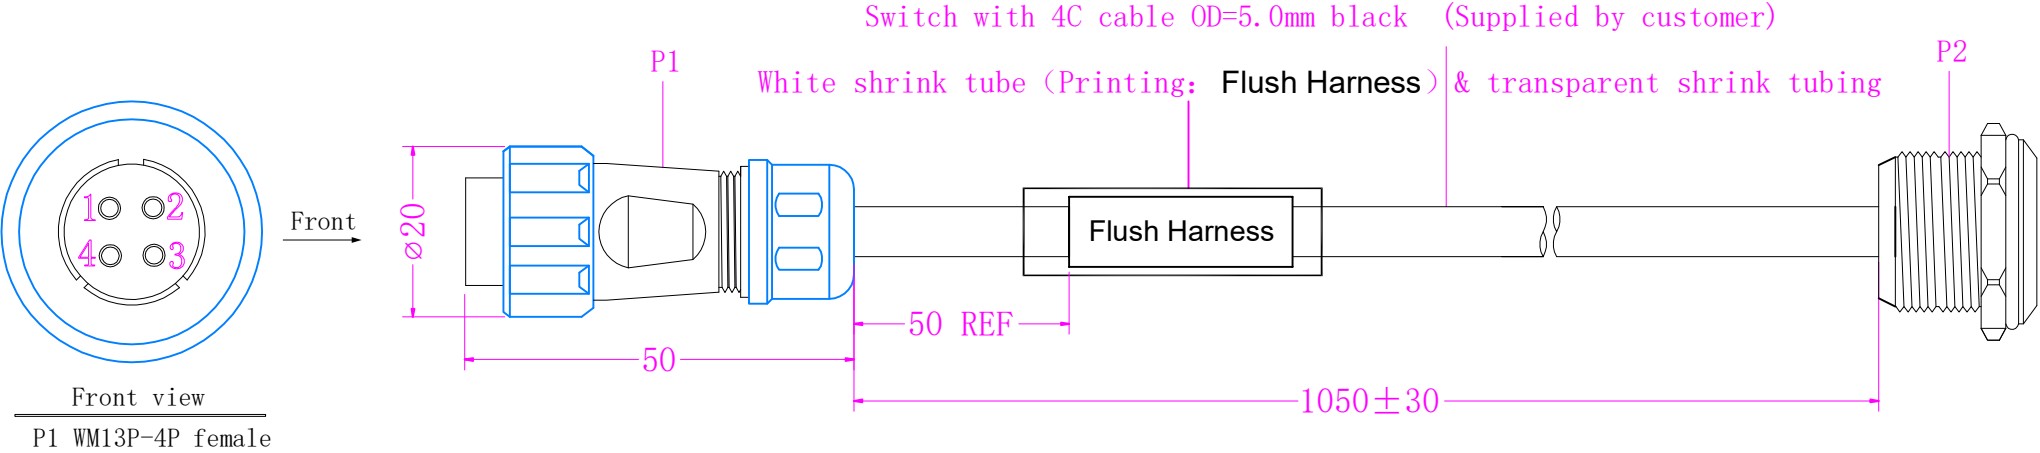 Switch with 4C cable OD=5.0mm black (Supplied by customer)
P1
P2
White shrink tube（Printing： Flush Harness）& transparent shrink tubing
1
2
4
3
Front
⌀20
Flush Harness
50 REF
50
1050±30
Front view
P1 WM13P-4P female